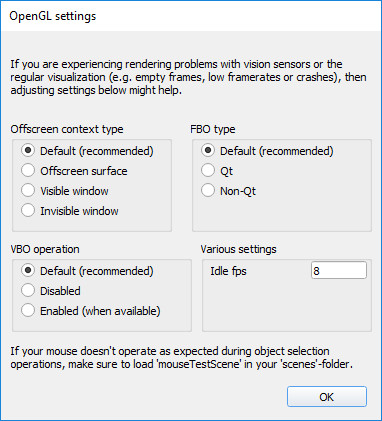 OpenGL settings
If you are experiencing rendering problems with vision sensors or the
regular visualization (e.g. empty frames, low framerates or crashes), then
adjusting settings below might help.
Offscreen context type
Default (recommended)
Offscreen surface
Visible window
Invisible window
FBO type
Default (recommended)
Qt
Non-Qt
VBO operation
Default (recommended)
Disabled
Enabled (when available)
Various settings
Idle fps 8
If your mouse doesn't operate as expected during object selection
operations, make sure to load 'mouseTestScene' in your 'scenes'-folder.
OK